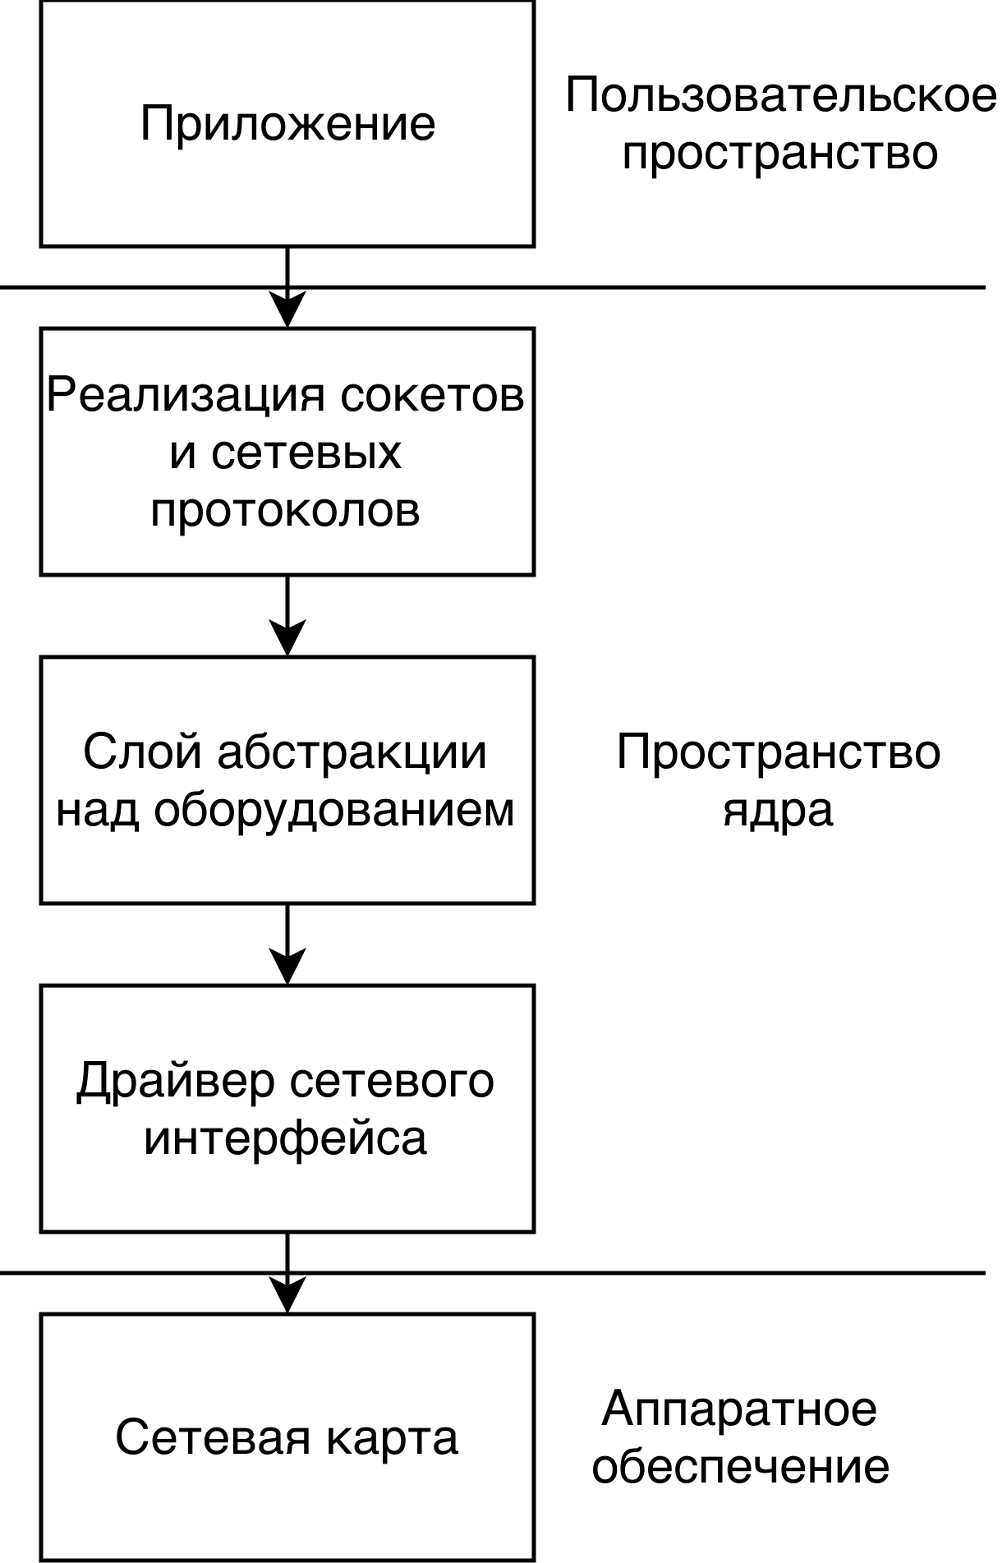 Приложение
Пользовательское
пространство
Реализация сокетов
и сетевых
протоколов
Слой абстракции
над оборудованием
Пространство
ядра
Драйвер сетевого
интерфейса
Сетевая карта
Аппаратное
обеспечение